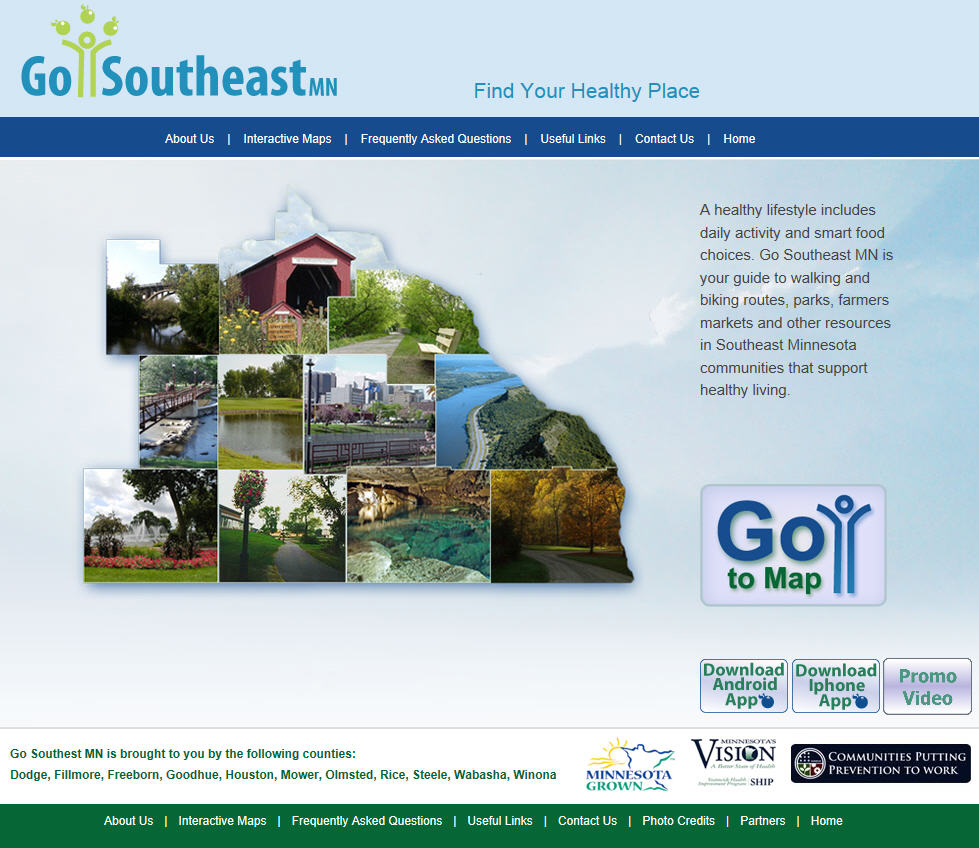 Go Southeast MN
Find Your Healthy Place
About Us | Interactive Maps | Frequently Asked Questions | Useful Links | Contact Us | Home
A healthy lifestyle includes
daily activity and smart food
choices. Go Southeast MN is
your guide to walking and
biking routes, parks, farmers
markets and other resources
in Southeast Minnesota
communities that support
healthy living.
Go
to Map
Download
Android
App
Download
Iphone
App
Promo
Video
Go Southest MN is brought to you by the following counties:
Dodge, Fillmore, Freeborn, Goodhue, Houston, Mower, Olmsted, Rice, Steele, Wabasha, Winona
MINNESOTA
GROWN
MINNESOTA'S
VISION
A Better State of Health
Statewide Health
Improvement Program SHIP
COMMUNITIES PUTTING
PREVENTION TO WORK
About Us | Interactive Maps | Frequently Asked Questions | Useful Links | Contact Us | Photo Credits | Partners | Home